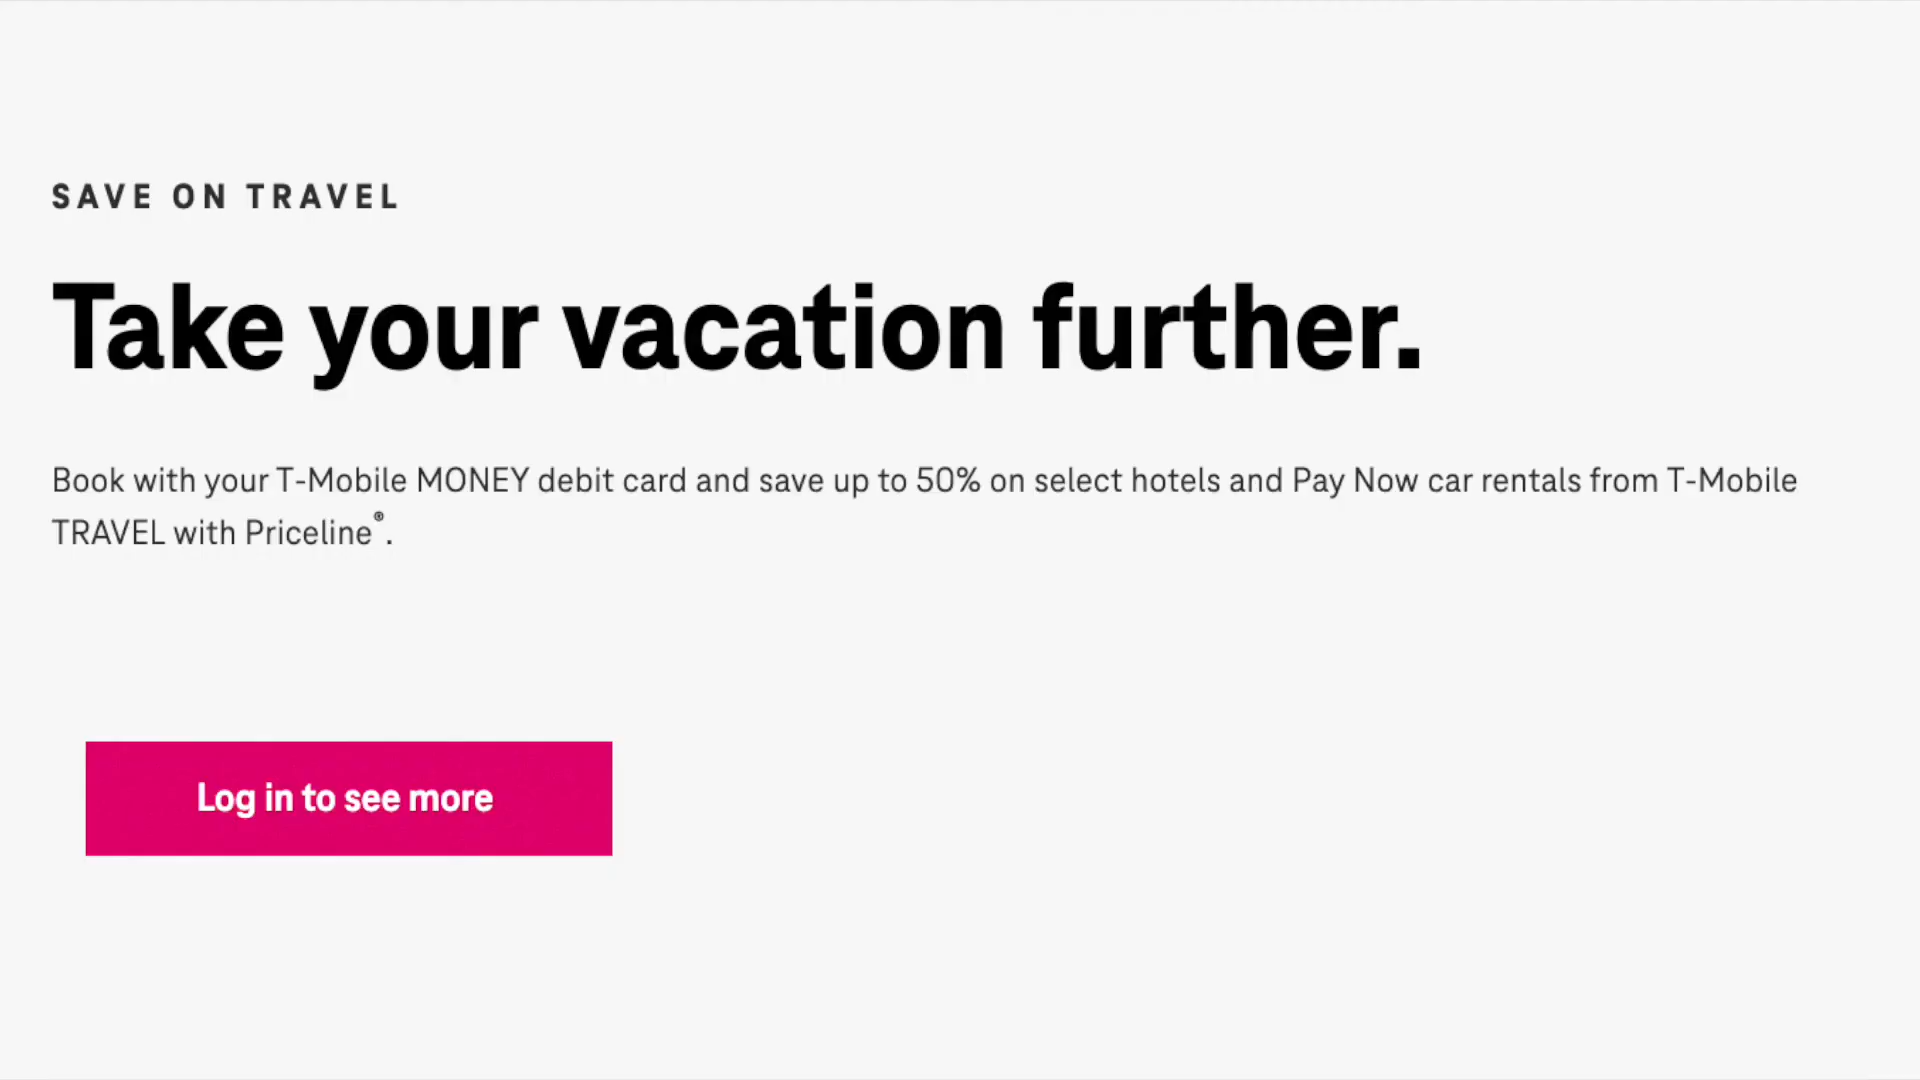 SAVE ON TRAVEL
Take your vacation further.
Book with your T-Mobile MONEY debit card and save up to 50% on select hotels and Pay Now car rentals from T-Mobile
TRAVEL with Priceline®.
Log in to see more